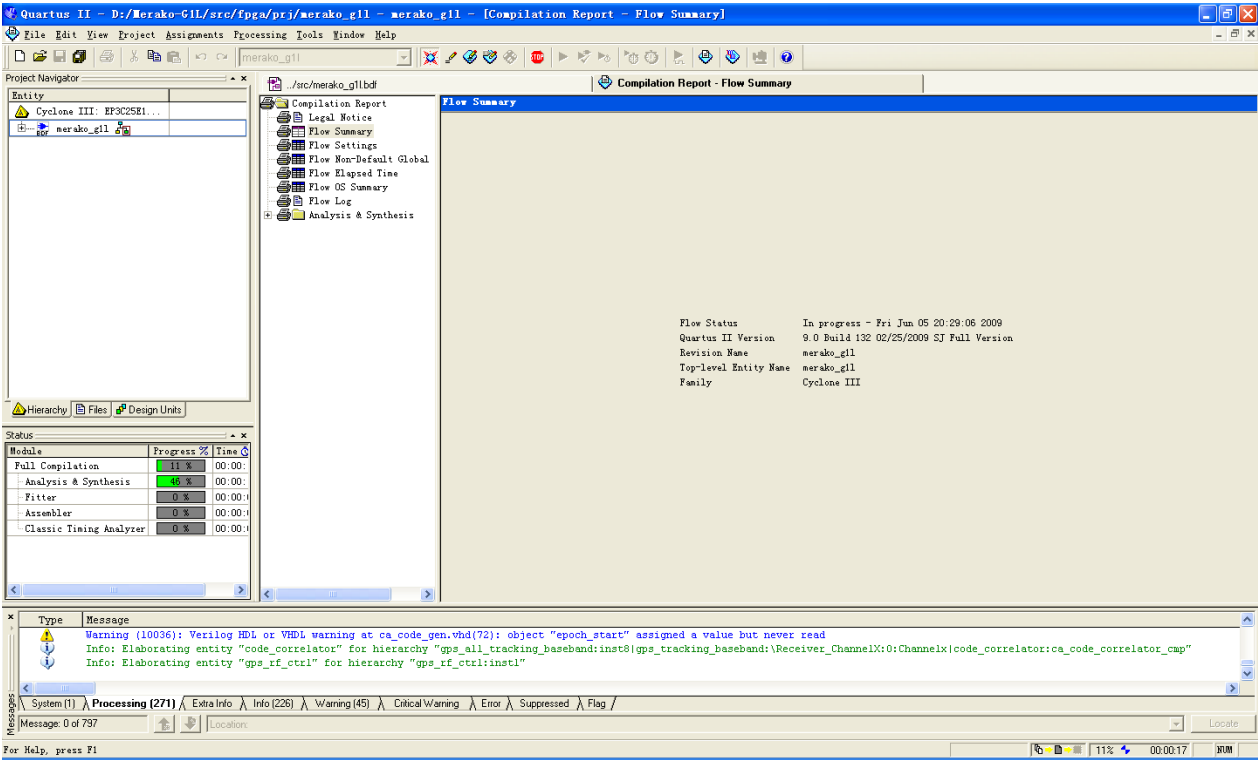 Quartus II - D:/Merako-G1L/src/fpga/prj/merako_g1l - merako_g1l - [Compilation Report - Flow Summary]
File Edit View Project Assignments Processing Tools Window Help
merako_g1l
Project Navigator
Entity
Cyclone III: EP3C25E1...
merako_g1l
Hierarchy Files Design Units
Status
Module Progress % Time
Full Compilation 11 % 00:00:
Analysis & Synthesis 46 % 00:00:
Fitter 0 % 00:00:
Assembler 0 % 00:00:
Classic Timing Analyzer 0 % 00:00:
../src/merako_g1l.bdf
Compilation Report - Flow Summary
Compilation Report
Legal Notice
Flow Summary
Flow Settings
Flow Non-Default Global
Flow Elapsed Time
Flow OS Summary
Flow Log
Analysis & Synthesis
Flow Summary
Flow Status In progress - Fri Jun 05 20:29:06 2009
Quartus II Version 9.0 Build 132 02/25/2009 SJ Full Version
Revision Name merako_g1l
Top-level Entity Name merako_g1l
Family Cyclone III
Type Message
Warning (10036): Verilog HDL or VHDL warning at ca_code_gen.vhd(72): object "epoch_start" assigned a value but never read
Info: Elaborating entity "code_correlator" for hierarchy "gps_all_tracking_baseband:inst8|gps_tracking_baseband:\Receiver_ChannelX:0:Channelx|code_correlator:ca_code_correlator_cmp"
Info: Elaborating entity "gps_rf_ctrl" for hierarchy "gps_rf_ctrl:inst1"
Messages
System (1) Processing (271) Extra Info Info (226) Warning (45) Critical Warning Error Suppressed Flag
Message: 0 of 797 Location: Locate
For Help, press F1 11% 00:00:17 NUM